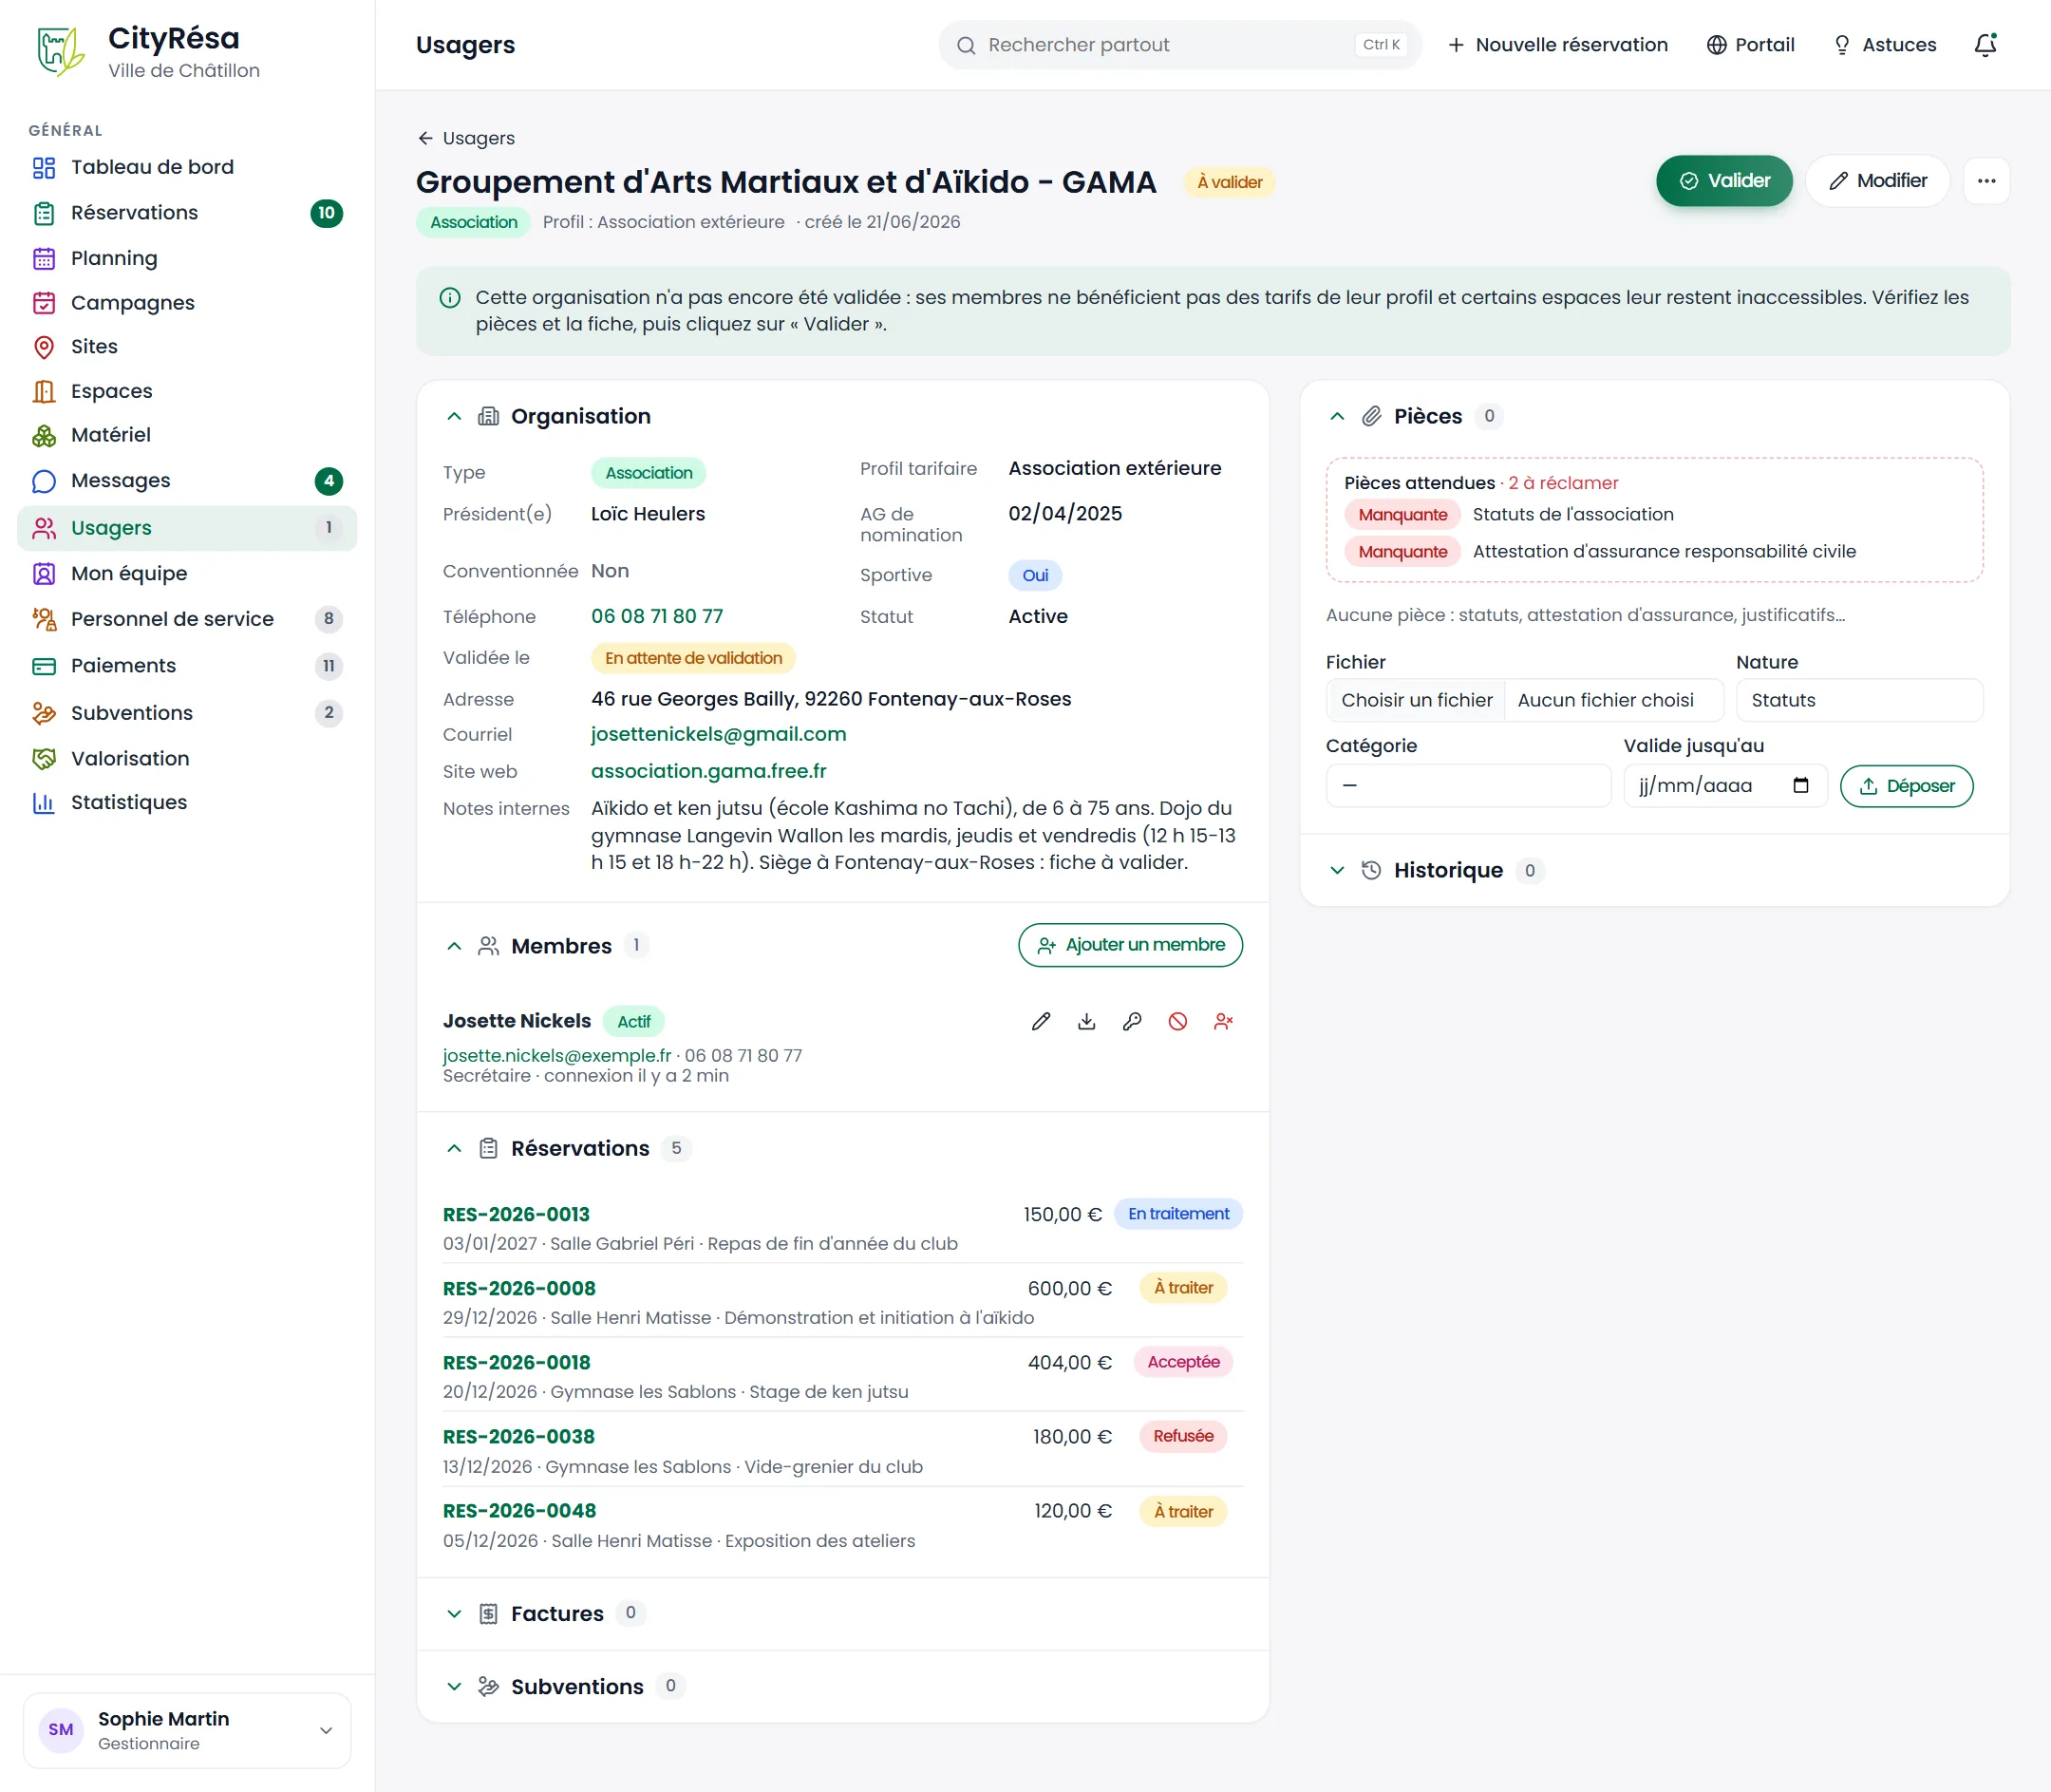 CityRésa
Ville de Châtillon
GÉNÉRAL
Tableau de bord
Réservations 10
Planning
Campagnes
Sites
Espaces
Matériel
Messages 4
Usagers 1
Mon équipe
Personnel de service 8
Paiements 11
Subventions 2
Valorisation
Statistiques
SM
Sophie Martin
Gestionnaire
Usagers
Rechercher partout Ctrl K
Nouvelle réservation
Portail
Astuces
Usagers
Groupement d'Arts Martiaux et d'Aïkido - GAMA À valider
Association Profil : Association extérieure · créé le 21/06/2026
Valider
Modifier
Cette organisation n'a pas encore été validée : ses membres ne bénéficient pas des tarifs de leur profil et certains espaces leur restent inaccessibles. Vérifiez les
pièces et la fiche, puis cliquez sur « Valider ».
Organisation
Type Association
Profil tarifaire Association extérieure
Président(e) Loïc Heulers
AG de
nomination 02/04/2025
Conventionnée Non
Sportive Oui
Téléphone 06 08 71 80 77
Statut Active
Validée le En attente de validation
Adresse 46 rue Georges Bailly, 92260 Fontenay-aux-Roses
Courriel josettenickels@gmail.com
Site web association.gama.free.fr
Notes internes Aïkido et ken jutsu (école Kashima no Tachi), de 6 à 75 ans. Dojo du
gymnase Langevin Wallon les mardis, jeudis et vendredis (12 h 15-13
h 15 et 18 h-22 h). Siège à Fontenay-aux-Roses : fiche à valider.
Membres 1
Ajouter un membre
Josette Nickels Actif
josette.nickels@exemple.fr · 06 08 71 80 77
Secrétaire · connexion il y a 2 min
Réservations 5
RES-2026-0013 150,00 € En traitement
03/01/2027 · Salle Gabriel Péri · Repas de fin d'année du club
RES-2026-0008 600,00 € À traiter
29/12/2026 · Salle Henri Matisse · Démonstration et initiation à l'aïkido
RES-2026-0018 404,00 € Acceptée
20/12/2026 · Gymnase les Sablons · Stage de ken jutsu
RES-2026-0038 180,00 € Refusée
13/12/2026 · Gymnase les Sablons · Vide-grenier du club
RES-2026-0048 120,00 € À traiter
05/12/2026 · Salle Henri Matisse · Exposition des ateliers
Factures 0
Subventions 0
Pièces 0
Pièces attendues · 2 à réclamer
Manquante Statuts de l'association
Manquante Attestation d'assurance responsabilité civile
Aucune pièce : statuts, attestation d'assurance, justificatifs…
Fichier
Nature
Choisir un fichier Aucun fichier choisi
Statuts
Catégorie
Valide jusqu'au
—
jj/mm/aaaa
Déposer
Historique 0